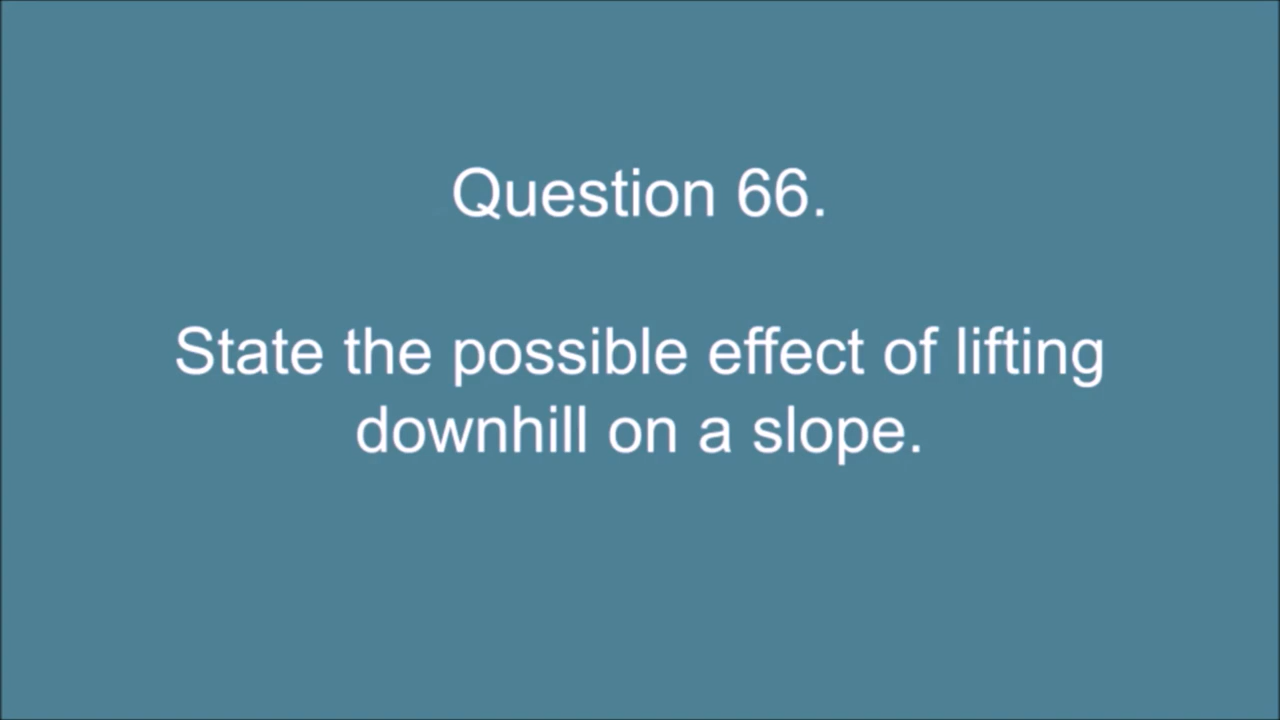 Question 66.
State the possible effect of lifting
downhill on a slope.